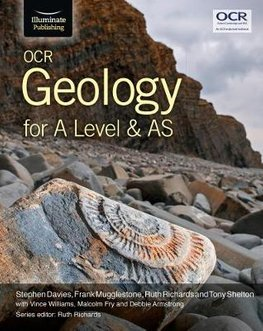 Illuminate
Publishing
OCR
OCR
Geology
for A Level & AS
Stephen Davies, Frank Mugglestone, Ruth Richards and Tony Shelton
with Vince Williams, Malcolm Fry and Debbie Armstrong
Series editor: Ruth Richards